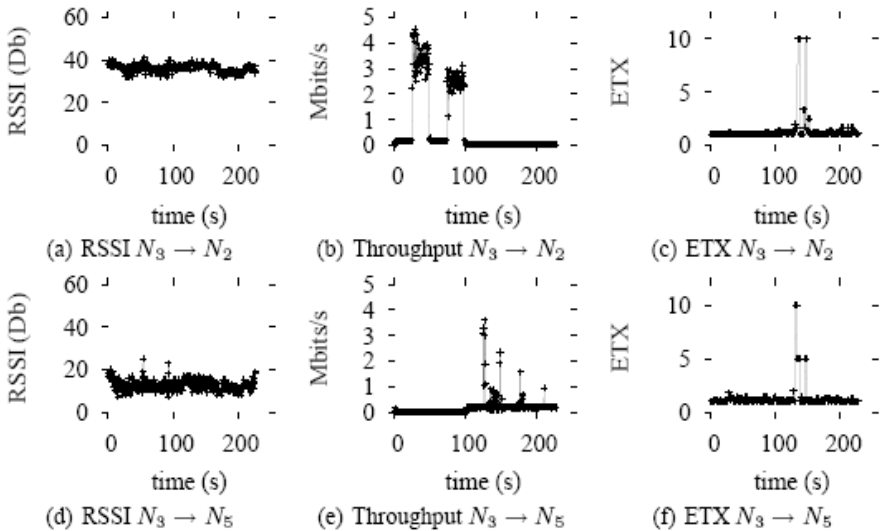 RSSI (Db)
60
40
20
0
0 100 200
time (s)
(a) RSSI N₃ → N₂
Mbits/s
5
4
3
2
1
0
0 100 200
time (s)
(b) Throughput N₃ → N₂
ETX
10
5
0
0 100 200
time (s)
(c) ETX N₃ → N₂
RSSI (Db)
60
40
20
0
0 100 200
time (s)
(d) RSSI N₃ → N₅
Mbits/s
5
4
3
2
1
0
0 100 200
time (s)
(e) Throughput N₃ → N₅
ETX
10
5
0
0 100 200
time (s)
(f) ETX N₃ → N₅